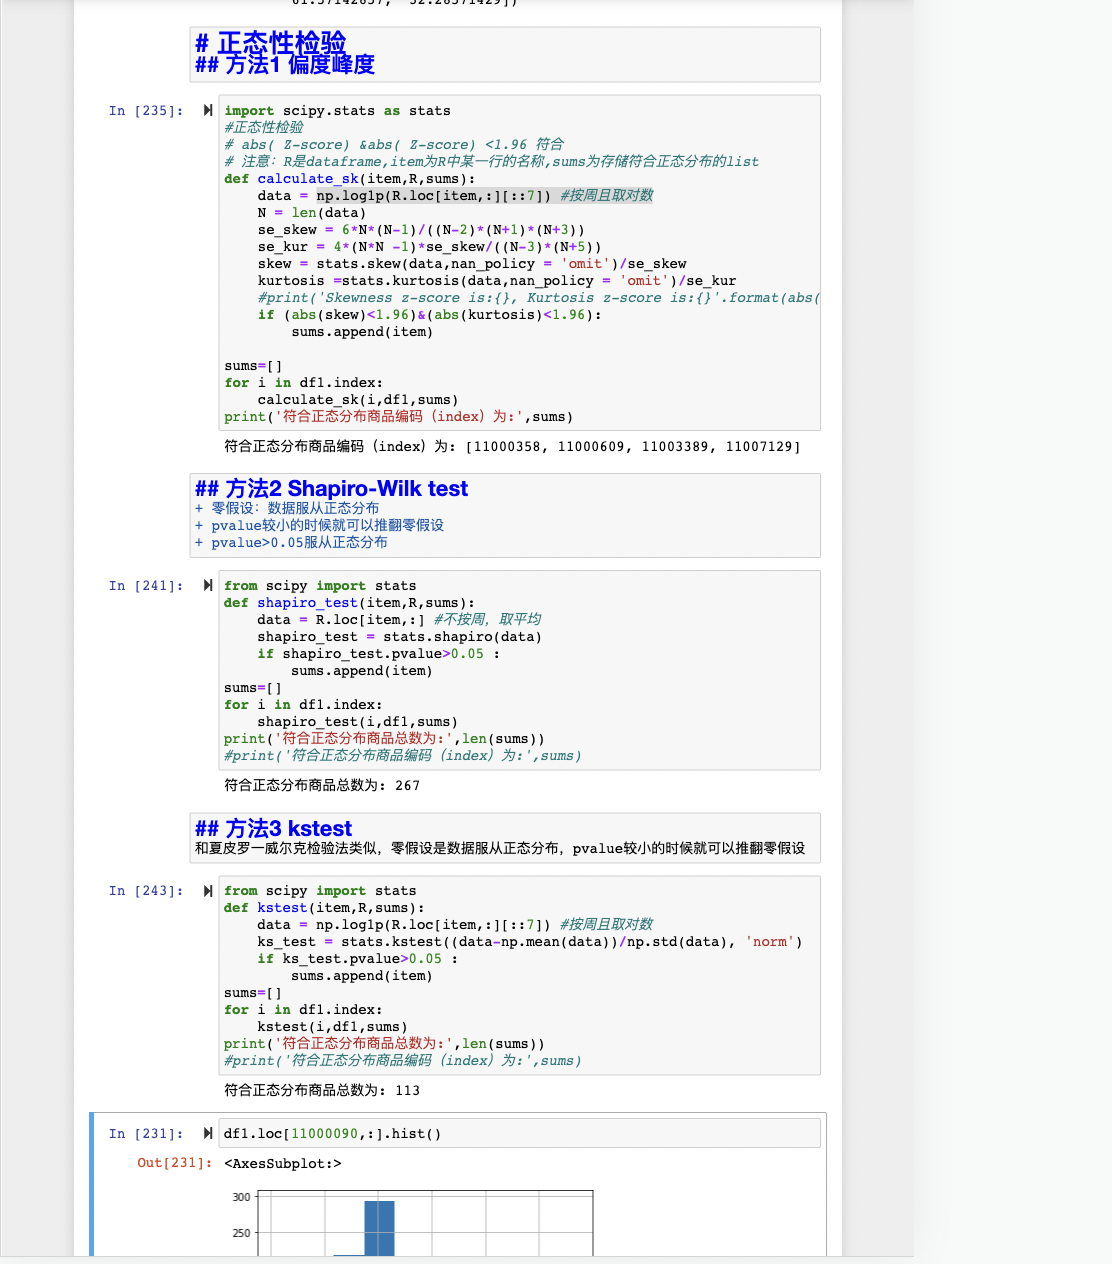 # 正态性检验
## 方法1 偏度峰度
In [235]:
import scipy.stats as stats
#正态性检验
# abs( Z-score) &abs( Z-score) <1.96 符合
# 注意：R是dataframe,item为R中某一行的名称,sums为存储符合正态分布的list
def calculate_sk(item,R,sums):
    data = np.log1p(R.loc[item,:][::7]) #按周且取对数
    N = len(data)
    se_skew = 6*N*(N-1)/((N-2)*(N+1)*(N+3))
    se_kur = 4*(N*N -1)*se_skew/((N-3)*(N+5))
    skew = stats.skew(data,nan_policy = 'omit')/se_skew
    kurtosis =stats.kurtosis(data,nan_policy = 'omit')/se_kur
    #print('Skewness z-score is:{}, Kurtosis z-score is:{}'.format(abs(
    if (abs(skew)<1.96)&(abs(kurtosis)<1.96):
        sums.append(item)
sums=[]
for i in df1.index:
    calculate_sk(i,df1,sums)
print('符合正态分布商品编码（index）为:',sums)
符合正态分布商品编码（index）为: [11000358, 11000609, 11003389, 11007129]
## 方法2 Shapiro-Wilk test
+ 零假设：数据服从正态分布
+ pvalue较小的时候就可以推翻零假设
+ pvalue>0.05服从正态分布
In [241]:
from scipy import stats
def shapiro_test(item,R,sums):
    data = R.loc[item,:] #不按周，取平均
    shapiro_test = stats.shapiro(data)
    if shapiro_test.pvalue>0.05 :
        sums.append(item)
sums=[]
for i in df1.index:
    shapiro_test(i,df1,sums)
print('符合正态分布商品总数为:',len(sums))
#print('符合正态分布商品编码（index）为:',sums)
符合正态分布商品总数为: 267
## 方法3 kstest
和夏皮罗一威尔克检验法类似，零假设是数据服从正态分布，pvalue较小的时候就可以推翻零假设
In [243]:
from scipy import stats
def kstest(item,R,sums):
    data = np.log1p(R.loc[item,:][::7]) #按周且取对数
    ks_test = stats.kstest((data-np.mean(data))/np.std(data), 'norm')
    if ks_test.pvalue>0.05 :
        sums.append(item)
sums=[]
for i in df1.index:
    kstest(i,df1,sums)
print('符合正态分布商品总数为:',len(sums))
#print('符合正态分布商品编码（index）为:',sums)
符合正态分布商品总数为: 113
In [231]:
df1.loc[11000090,:].hist()
Out[231]: <AxesSubplot:>
300
250